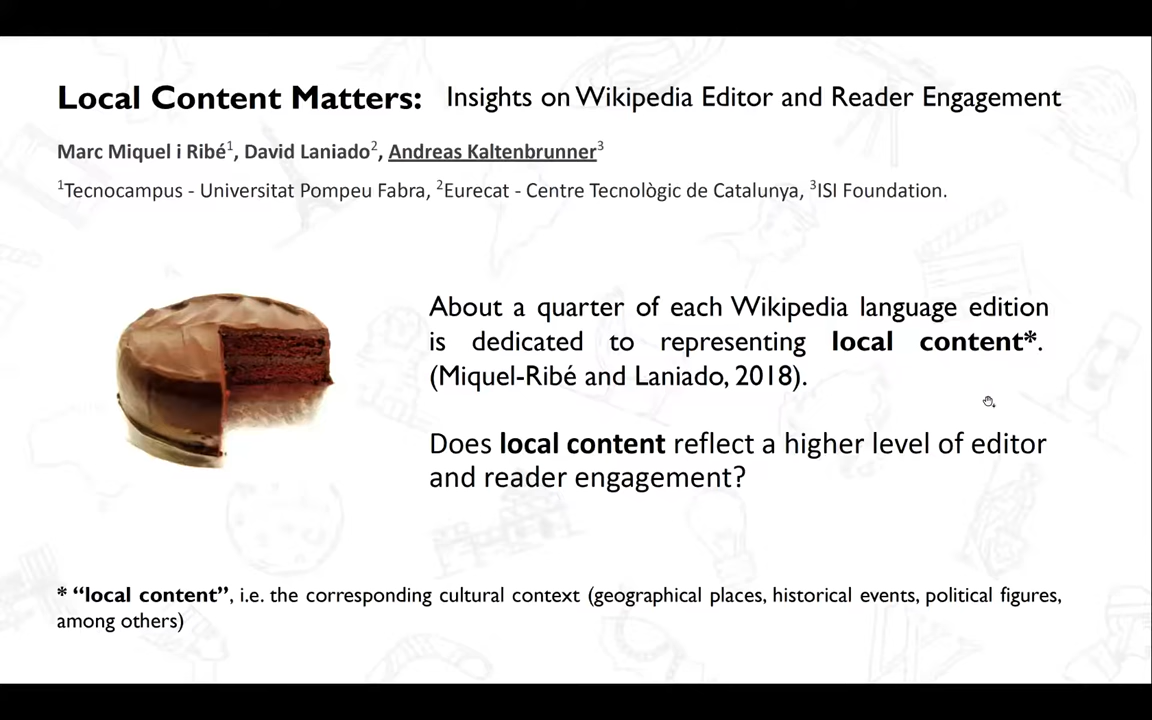 Local Content Matters: Insights on Wikipedia Editor and Reader Engagement
Marc Miquel i Ribé1, David Laniado2, Andreas Kaltenbrunner3
1Tecnocampus - Universitat Pompeu Fabra, 2Eurecat - Centre Tecnològic de Catalunya, 3ISI Foundation.
About a quarter of each Wikipedia language edition
is dedicated to representing local content*.
(Miquel-Ribé and Laniado, 2018).
Does local content reflect a higher level of editor
and reader engagement?
* “local content”, i.e. the corresponding cultural context (geographical places, historical events, political figures,
among others)